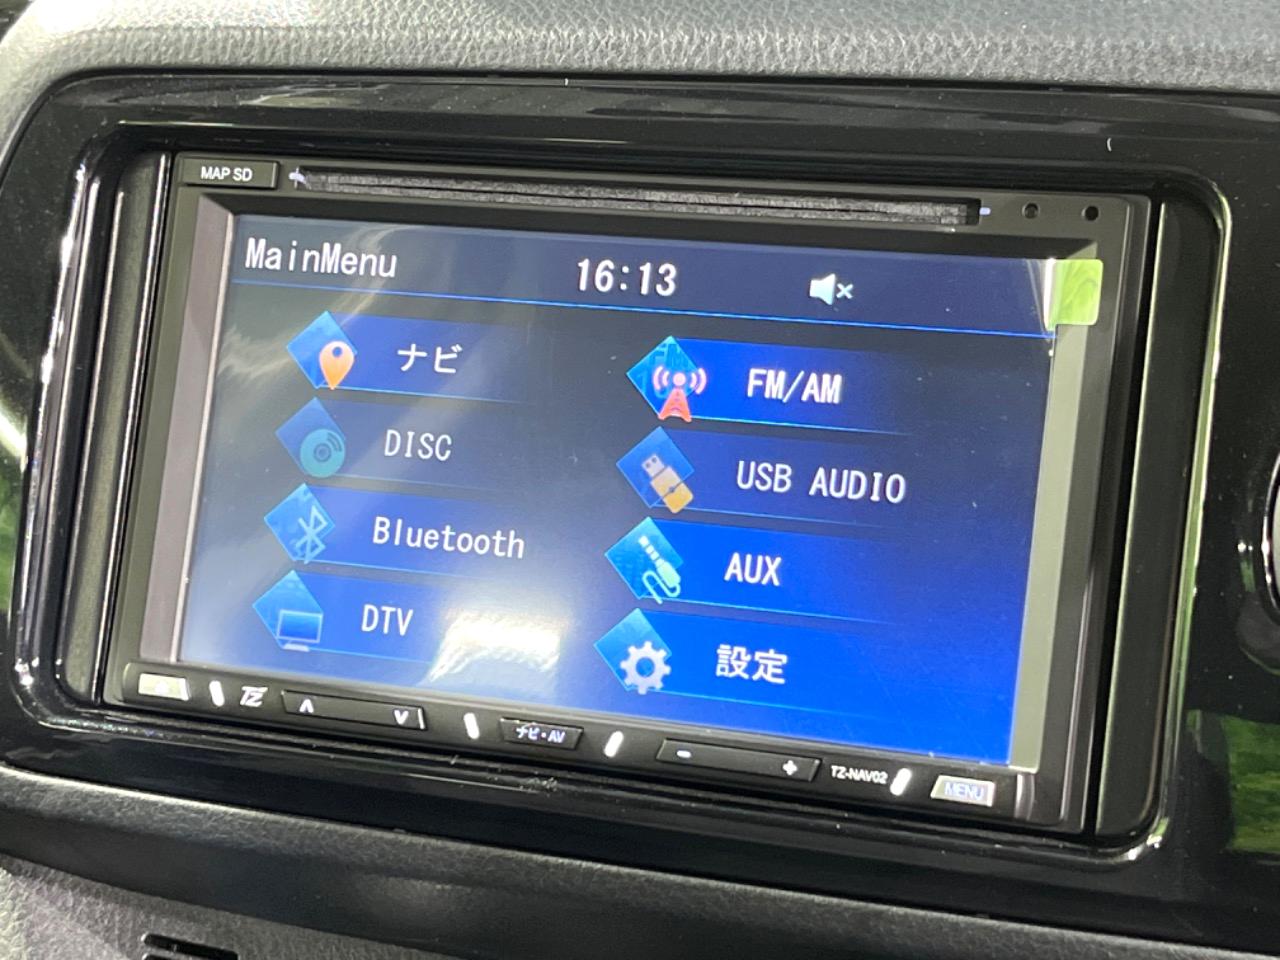 MAP SD
MainMenu 16:13
ナビ FM/AM
DISC USB AUDIO
Bluetooth AUX
DTV 設定
TZ ナビ・AV - + TZ-NAV02 MENU